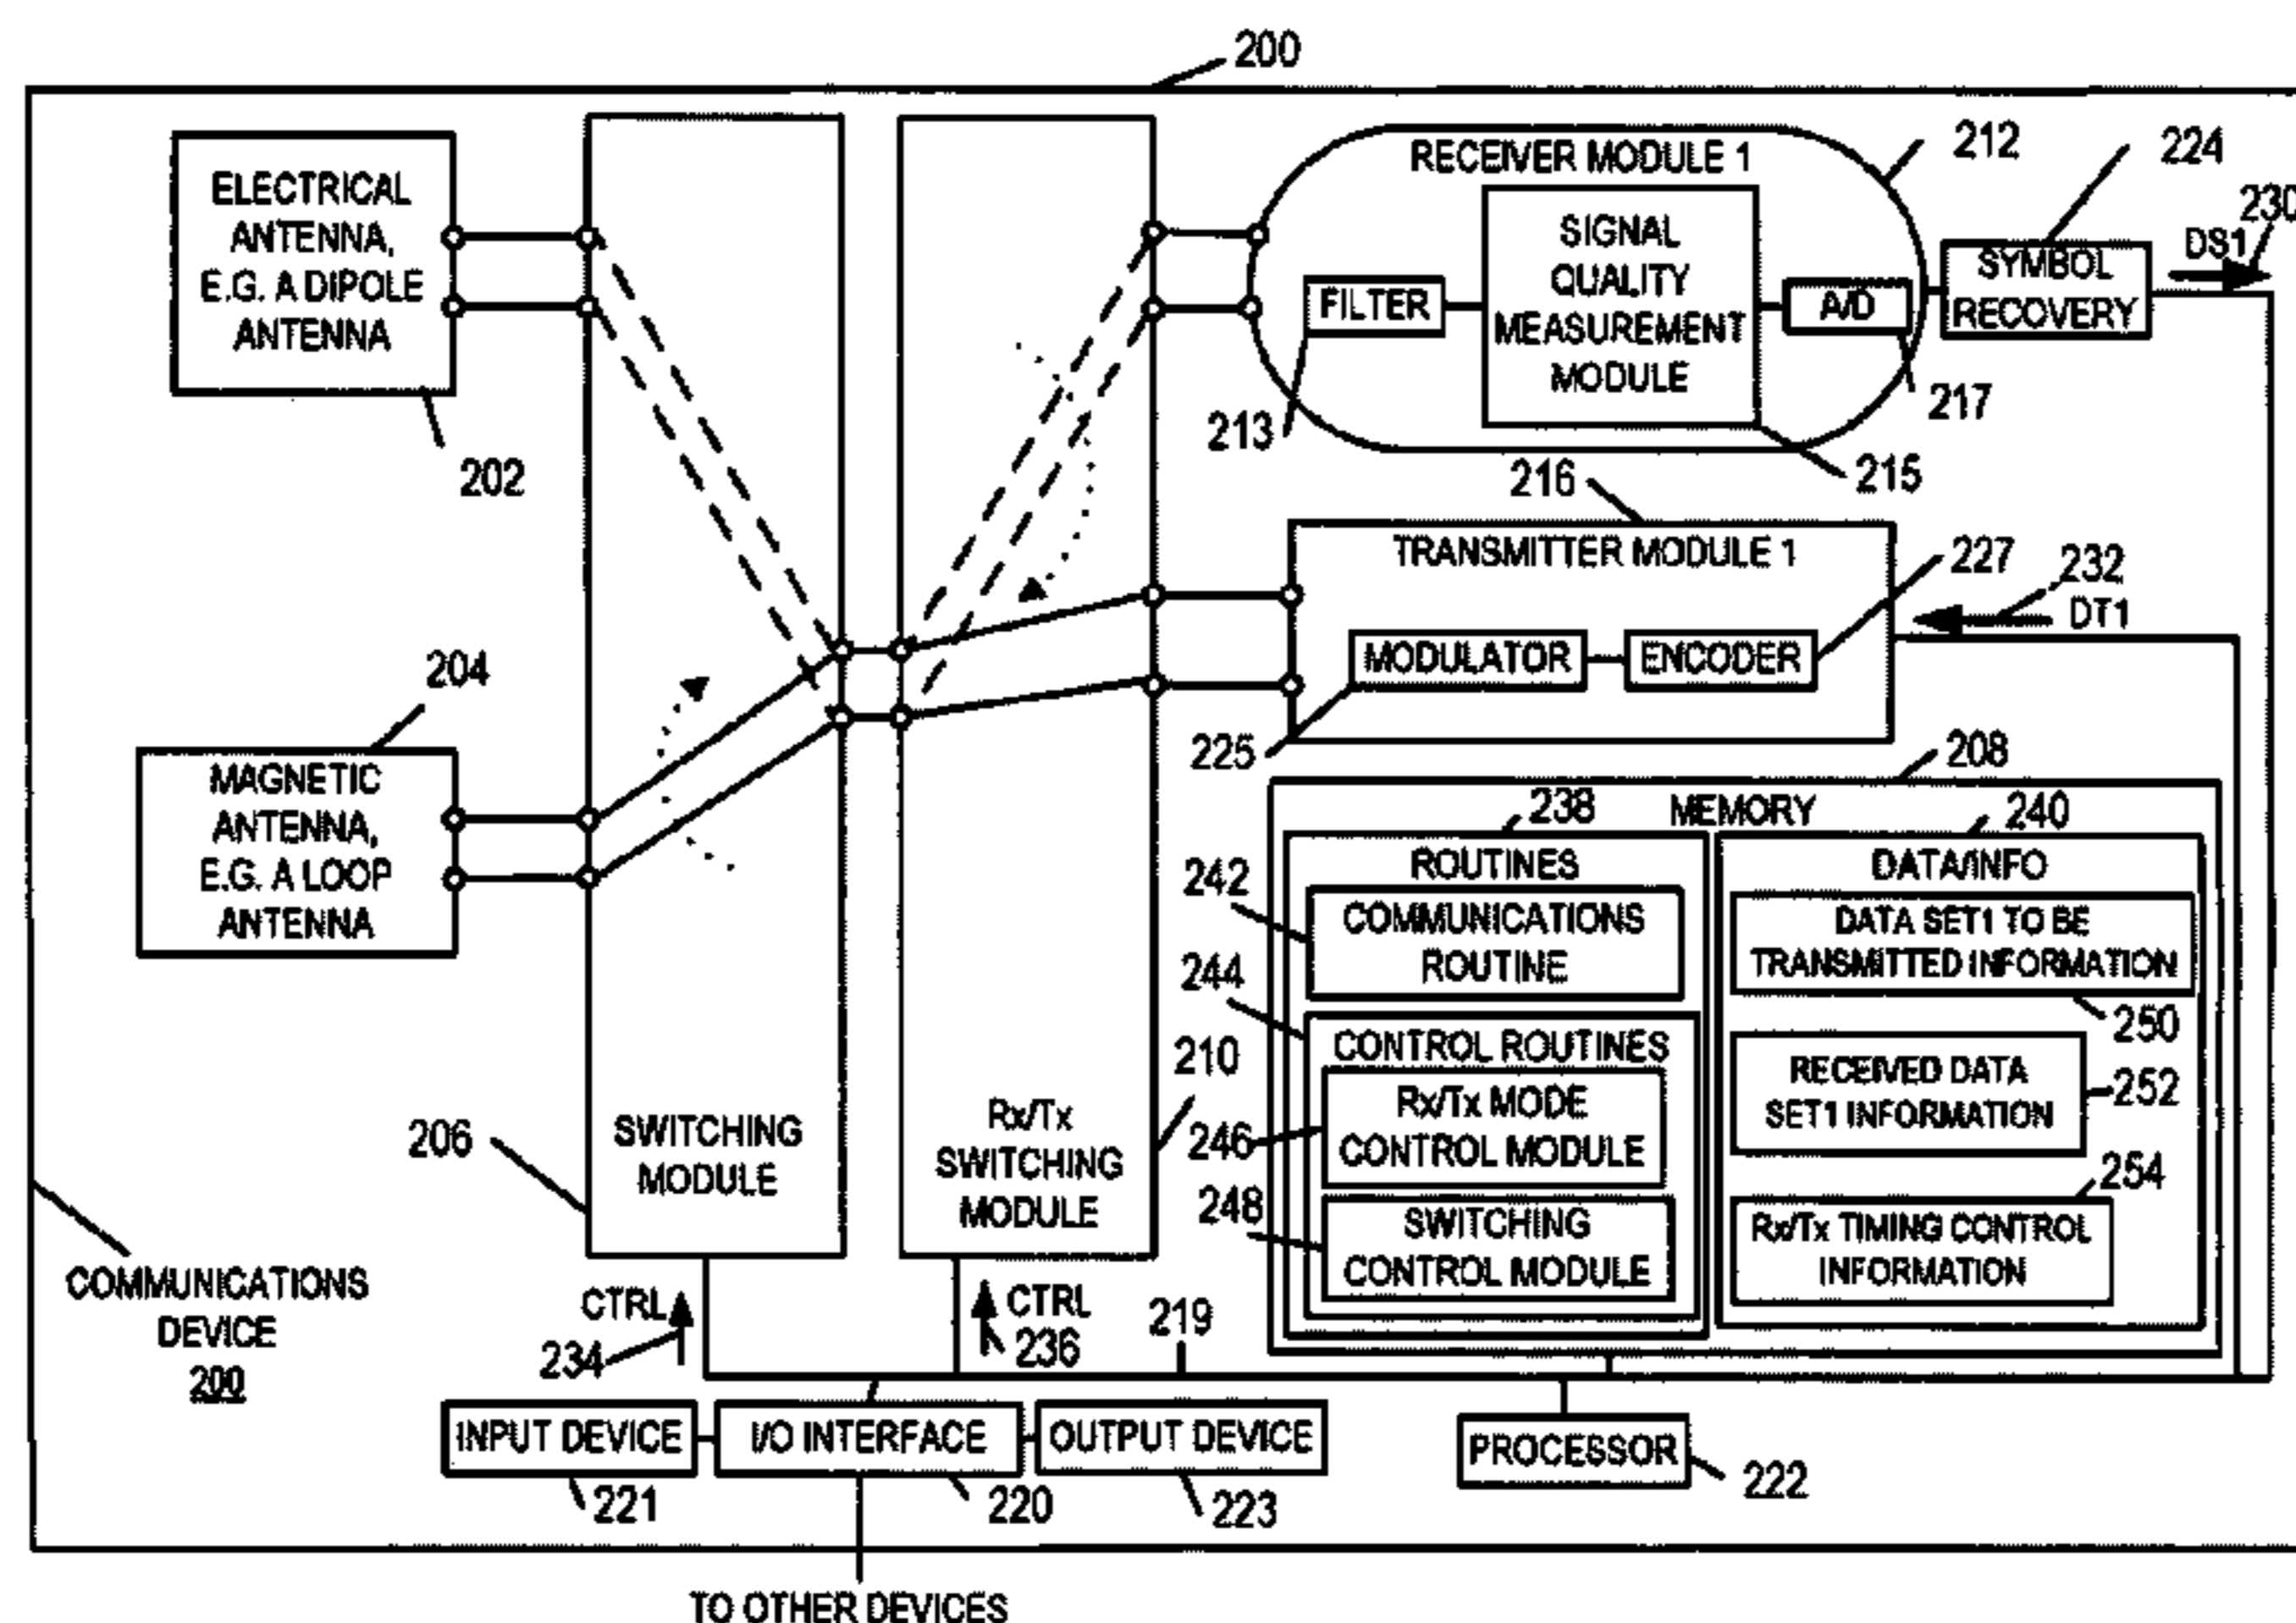 200
ELECTRICAL
ANTENNA,
E.G. A DIPOLE
ANTENNA
202
RECEIVER MODULE 1
212
FILTER
213
SIGNAL
QUALITY
MEASUREMENT
MODULE
215
A/D
217
224
SYMBOL
RECOVERY
DS1
230
216
TRANSMITTER MODULE 1
MODULATOR
225
ENCODER
227
232
DT1
204
MAGNETIC
ANTENNA,
E.G. A LOOP
ANTENNA
206
SWITCHING
MODULE
Rx/Tx
SWITCHING
MODULE
210
208
MEMORY
238
ROUTINES
242
COMMUNICATIONS
ROUTINE
244
CONTROL ROUTINES
246
Rx/Tx MODE
CONTROL MODULE
248
SWITCHING
CONTROL MODULE
240
DATA/INFO
DATA SET1 TO BE
TRANSMITTED INFORMATION
250
RECEIVED DATA
SET1 INFORMATION
252
254
Rx/Tx TIMING CONTROL
INFORMATION
COMMUNICATIONS
DEVICE
200
CTRL
234
CTRL
236
219
INPUT DEVICE
221
I/O INTERFACE
220
OUTPUT DEVICE
223
PROCESSOR
222
TO OTHER DEVICES